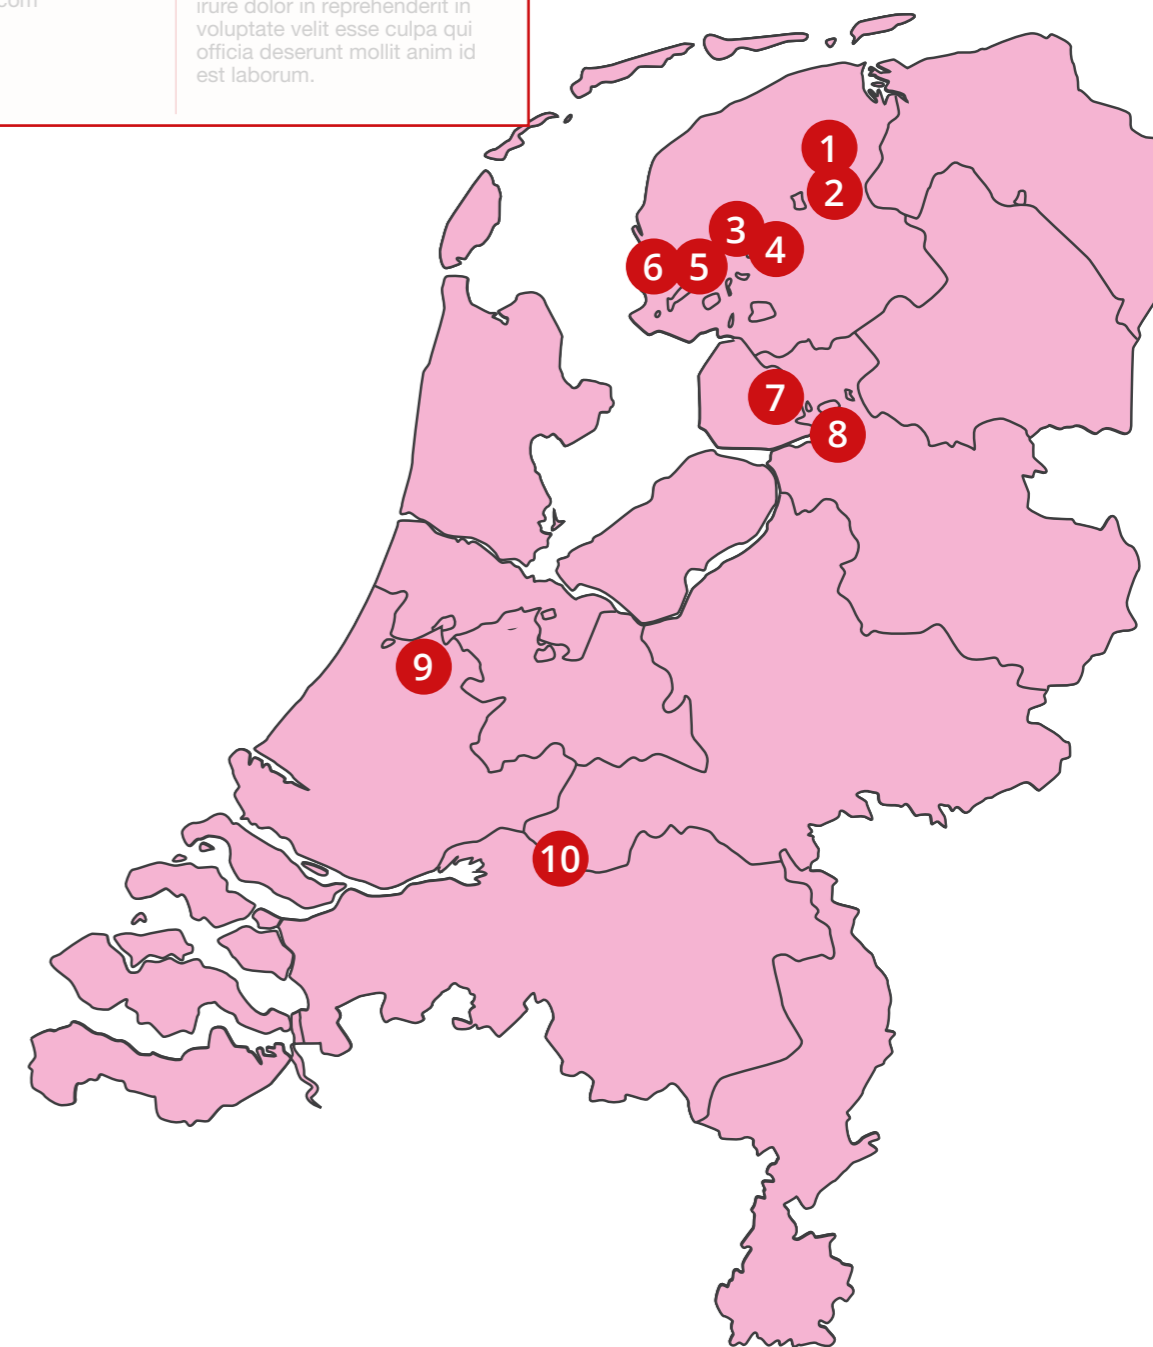 com
irure dolor in reprehenderit in
voluptate velit esse culpa qui
officia deserunt mollit anim id
est laborum.
1
2
3
4
5
6
7
8
9
10